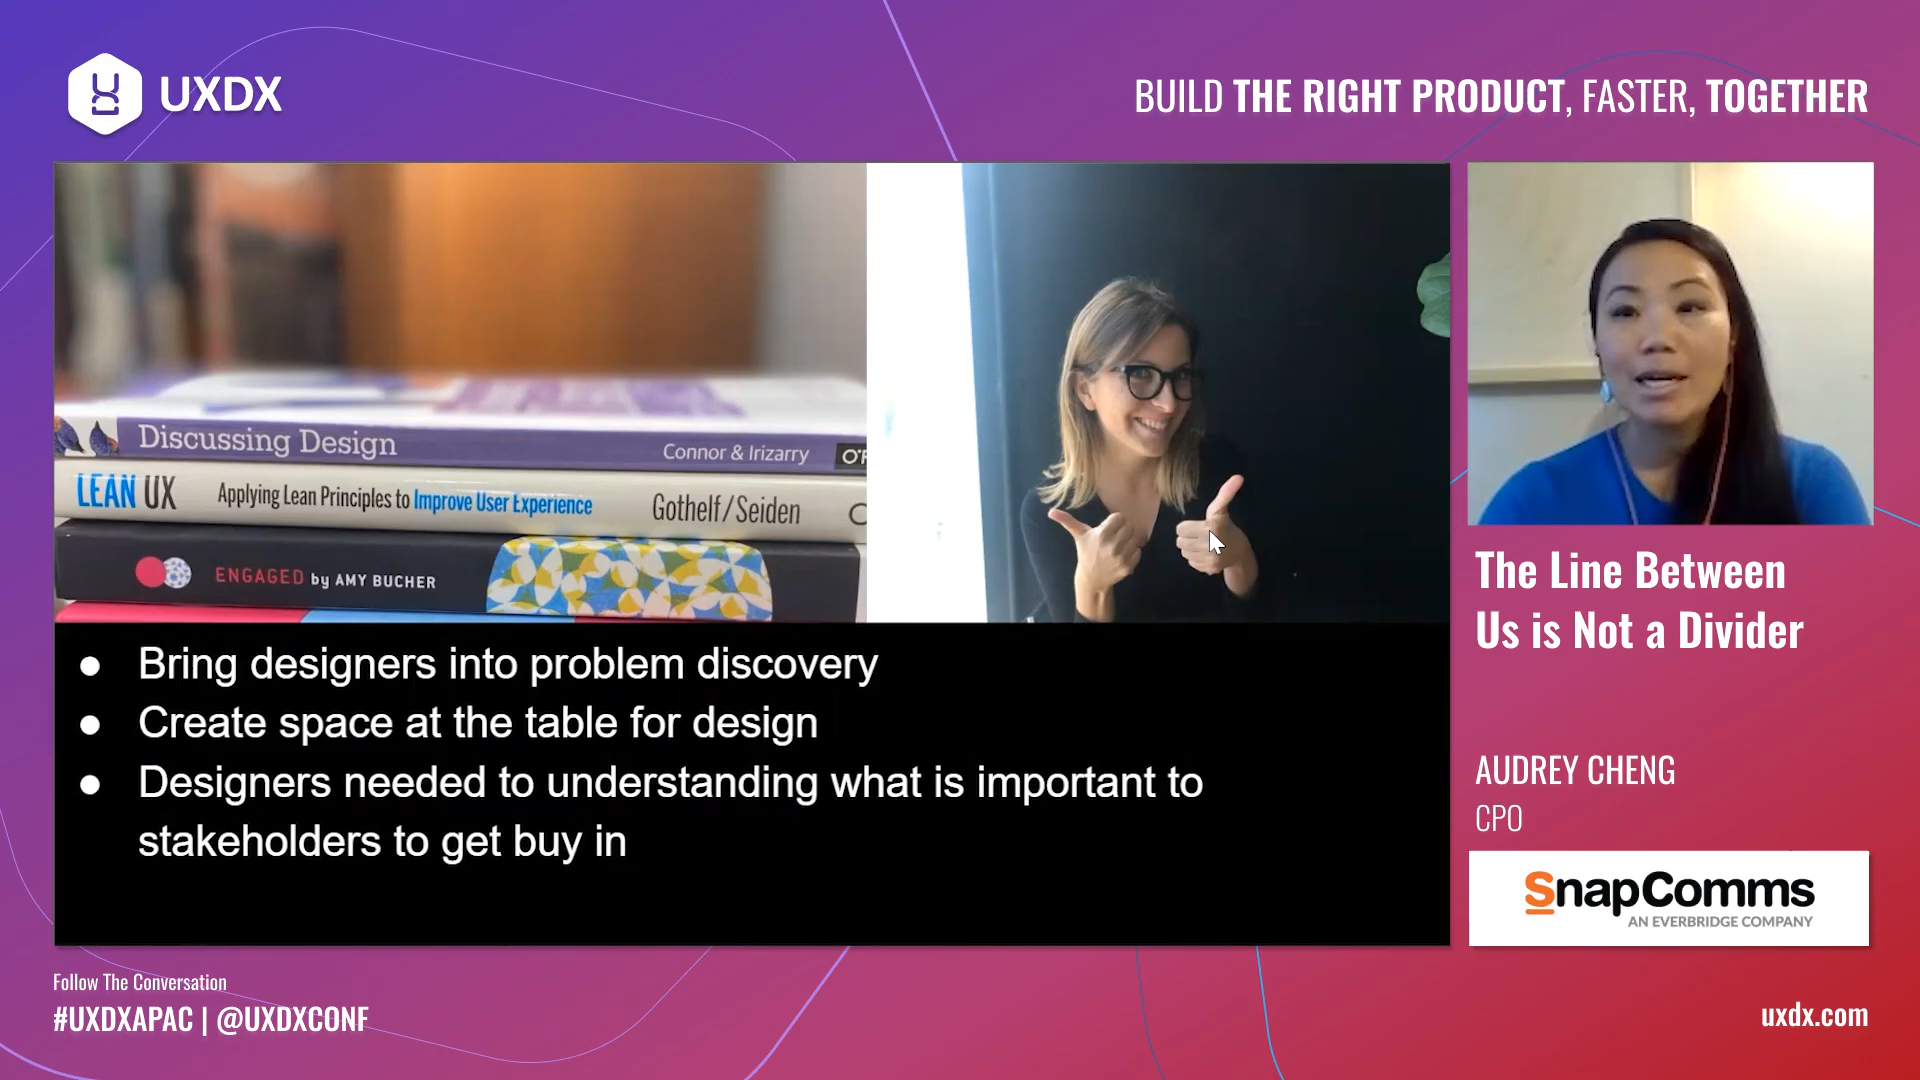 UXDX
BUILD THE RIGHT PRODUCT, FASTER, TOGETHER
Discussing Design
Connor & Irizarry
LEAN UX
Applying Lean Principles to Improve User Experience
Gothelf/Seiden
ENGAGED by AMY BUCHER
• Bring designers into problem discovery
• Create space at the table for design
• Designers needed to understanding what is important to
stakeholders to get buy in
The Line Between
Us is Not a Divider
AUDREY CHENG
CPO
SnapComms
AN EVERBRIDGE COMPANY
Follow The Conversation
#UXDXAPAC | @UXDXCONF
uxdx.com